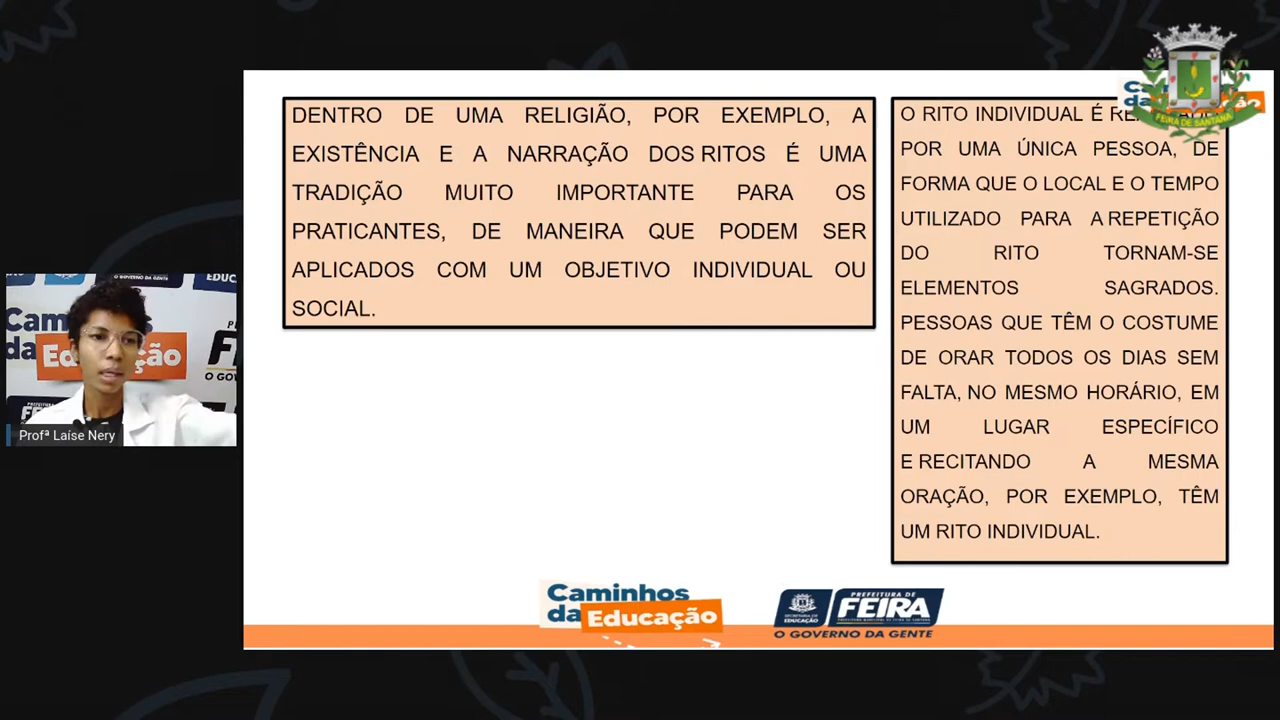 DENTRO DE UMA RELIGIÃO, POR EXEMPLO, A
EXISTÊNCIA E A NARRAÇÃO DOS RITOS É UMA
TRADIÇÃO MUITO IMPORTANTE PARA OS
PRATICANTES, DE MANEIRA QUE PODEM SER
APLICADOS COM UM OBJETIVO INDIVIDUAL OU
SOCIAL.
O RITO INDIVIDUAL É
POR UMA ÚNICA PESSOA, DE
FORMA QUE O LOCAL E O TEMPO
UTILIZADO PARA A REPETIÇÃO
DO RITO TORNAM-SE
ELEMENTOS SAGRADOS.
PESSOAS QUE TÊM O COSTUME
DE ORAR TODOS OS DIAS SEM
FALTA, NO MESMO HORÁRIO, EM
UM LUGAR ESPECÍFICO
E RECITANDO A MESMA
ORAÇÃO, POR EXEMPLO, TÊM
UM RITO INDIVIDUAL.
FEIRA DE SANTANA
Profª Laíse Nery
Caminhos
da Educação
SECRETARIA DE
EDUCAÇÃO
PREFEITURA DE
FEIRA
O GOVERNO DA GENTE